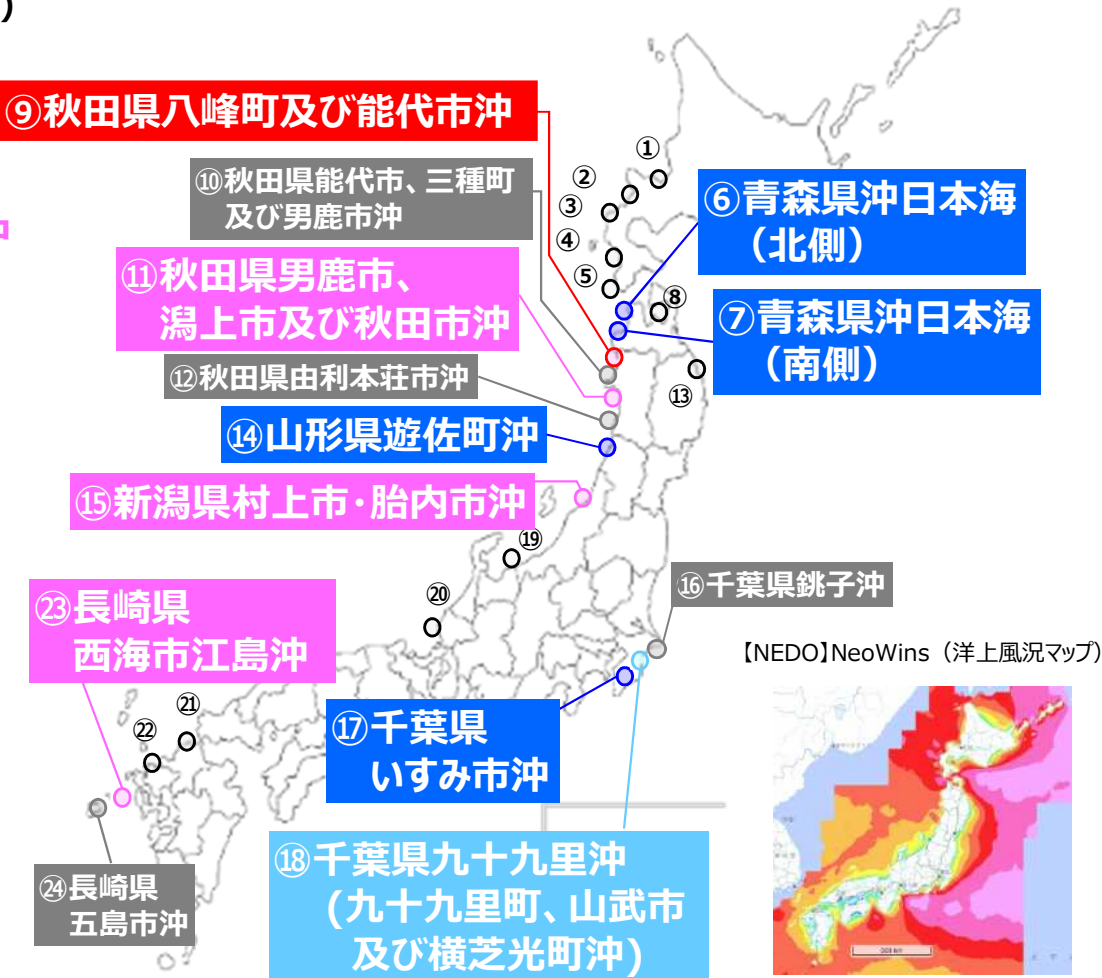 )
⑨秋田県八峰町及び能代市沖
⑩秋田県能代市、三種町
及び男鹿市沖
沖
⑪秋田県男鹿市、
潟上市及び秋田市沖
⑫秋田県由利本荘市沖
⑭山形県遊佐町沖
⑮新潟県村上市・胎内市沖
①
②
③
④
⑤
⑧
⑬
⑥青森県沖日本海
(北側)
⑦青森県沖日本海
(南側)
⑲
⑳
㉑
㉒
⑯千葉県銚子沖
㉓長崎県
西海市江島沖
⑰千葉県
いすみ市沖
⑱千葉県九十九里沖
(九十九里町、山武市
及び横芝光町沖)
㉔長崎県
五島市沖
【NEDO】NeoWins(洋上風況マップ)